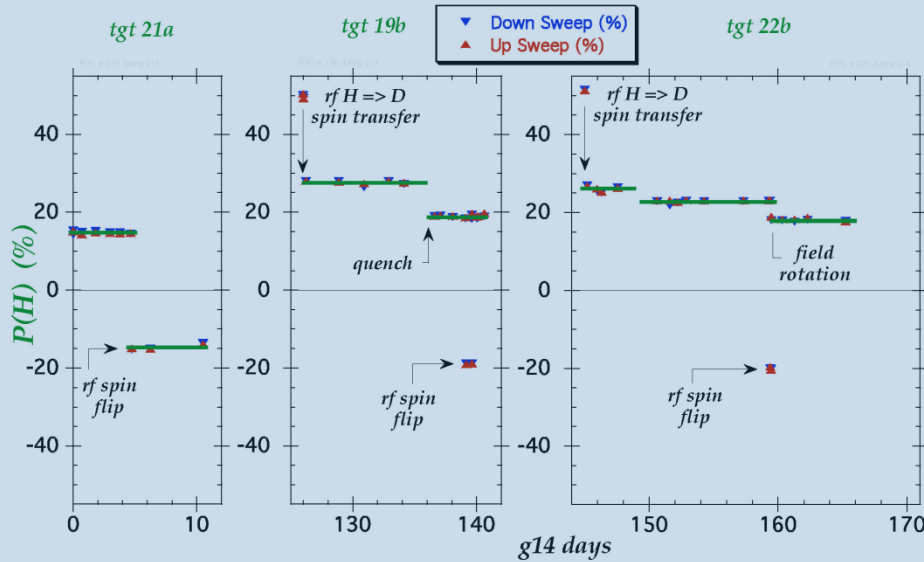 tgt 21a
tgt 19b
tgt 22b
Down Sweep (%)
Up Sweep (%)
P(H) (%)
40
20
0
-20
-40
rf spin
flip
0
10
40
20
0
-20
-40
rf H => D
spin transfer
quench
rf spin
flip
130
140
40
20
0
-20
-40
rf H => D
spin transfer
field
rotation
rf spin
flip
150
160
170
g14 days